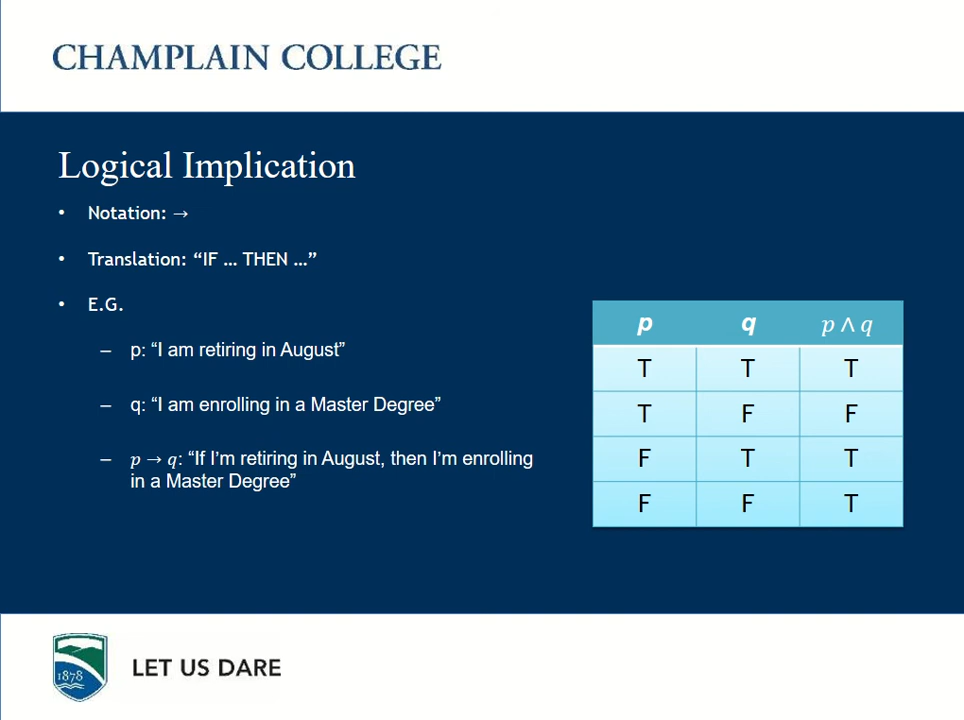 CHAMPLAIN COLLEGE
Logical Implication
• Notation: →
• Translation: “IF … THEN …”
• E.G.
– p: “I am retiring in August”
– q: “I am enrolling in a Master Degree”
– p → q: “If I’m retiring in August, then I’m enrolling
in a Master Degree”
p q p ∧ q
T T T
T F F
F T T
F F T
1878
LET US DARE